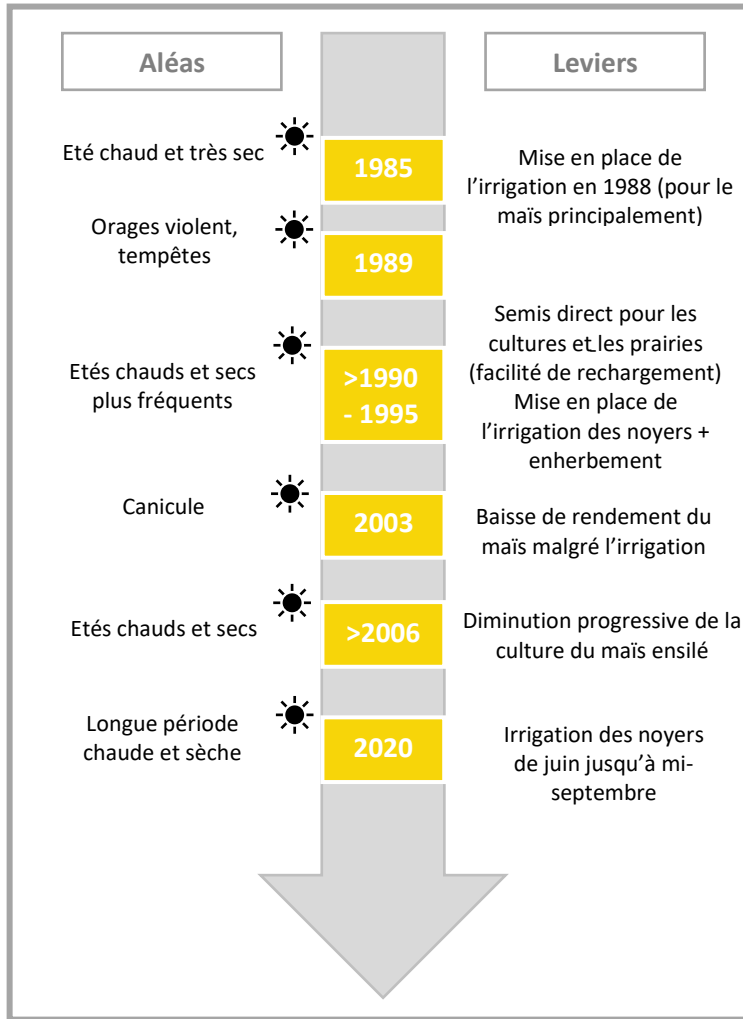 Aléas
Leviers
Eté chaud et très sec
1985
Mise en place de
l'irrigation en 1988 (pour le
maïs principalement)
Orages violent,
tempêtes
1989
Etés chauds et secs
plus fréquents
>1990
- 1995
Semis direct pour les
cultures et les prairies
(facilité de rechargement)
Mise en place de
l'irrigation des noyers +
enherbement
Canicule
2003
Baisse de rendement du
maïs malgré l'irrigation
Etés chauds et secs
>2006
Diminution progressive de la
culture du maïs ensilé
Longue période
chaude et sèche
2020
Irrigation des noyers
de juin jusqu'à mi-
septembre